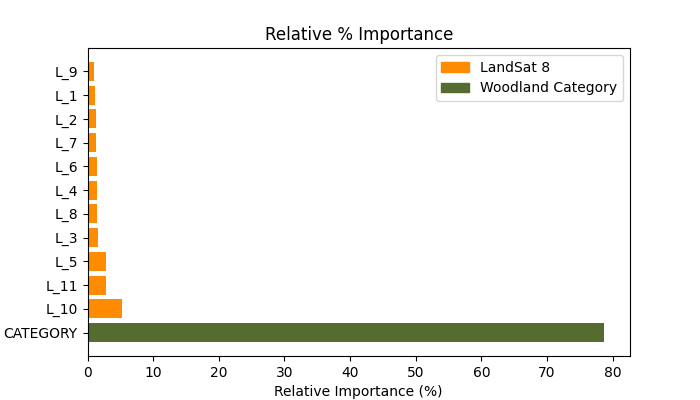 Relative % Importance
LandSat 8
Woodland Category
L_9
L_1
L_2
L_7
L_6
L_4
L_8
L_3
L_5
L_11
L_10
CATEGORY
0 10 20 30 40 50 60 70 80
Relative Importance (%)